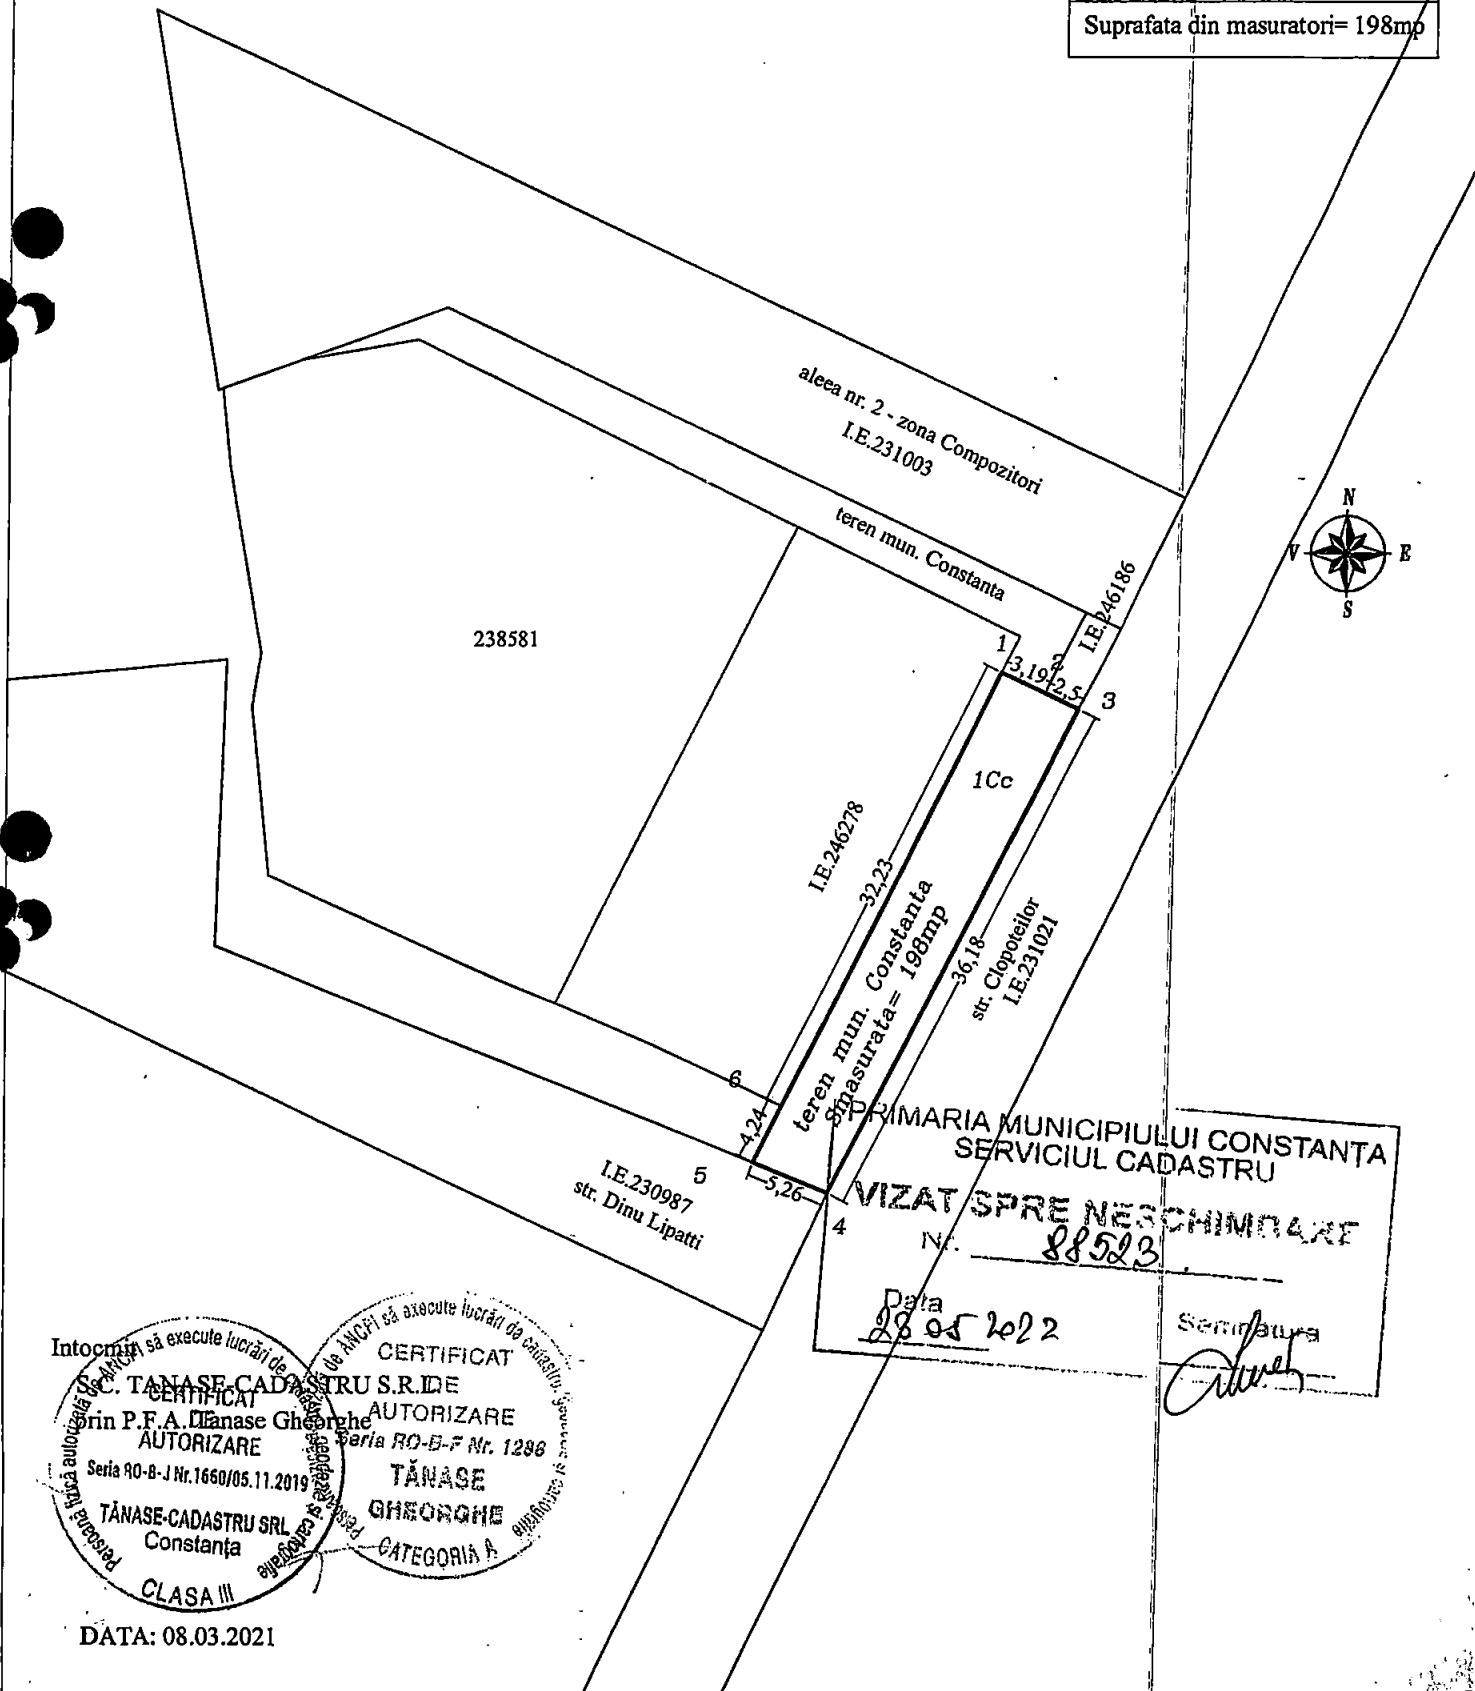 Suprafata din masuratori= 198mp
aleea nr. 2 - zona Compozitori
I.E.231003
teren mun. Constanta
I.E.246186
N
V
E
S
238581
1
2
3
3,19
2,5
1Cc
I.E.246278
32,23
teren mun. Constanta
Smasurata= 198mp
36,18
str. Clopoteilor
I.E.231021
6
4,24
5
5,26
4
I.E.230987
str. Dinu Lipatti
PRIMARIA MUNICIPIULUI CONSTANTA
SERVICIUL CADASTRU
VIZAT SPRE NESCHIMBARE
Nr. 88523
Data
28 05 2022
Semnatura
Intocmit
S.C. TANASE-CADASTRU S.R.L.
prin P.F.A. Tanase Gheorghe
CERTIFICAT
DE
AUTORIZARE
Seria RO-B-J Nr.1660/05.11.2019
TĂNASE-CADASTRU SRL
Constanța
CLASA III
CERTIFICAT
DE
AUTORIZARE
Seria RO-B-F Nr. 1286
TĂNASE
GHEORGHE
CATEGORIA A
DATA: 08.03.2021